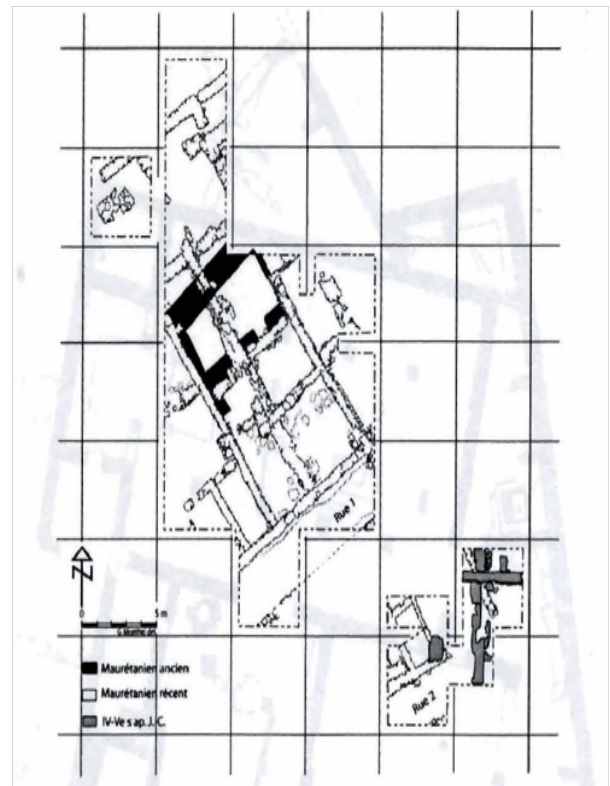 Rue 1
N
0 5 m
Maurétanien ancien
Maurétanien récent
IV-Ve s ap. J. C.
Rue 2